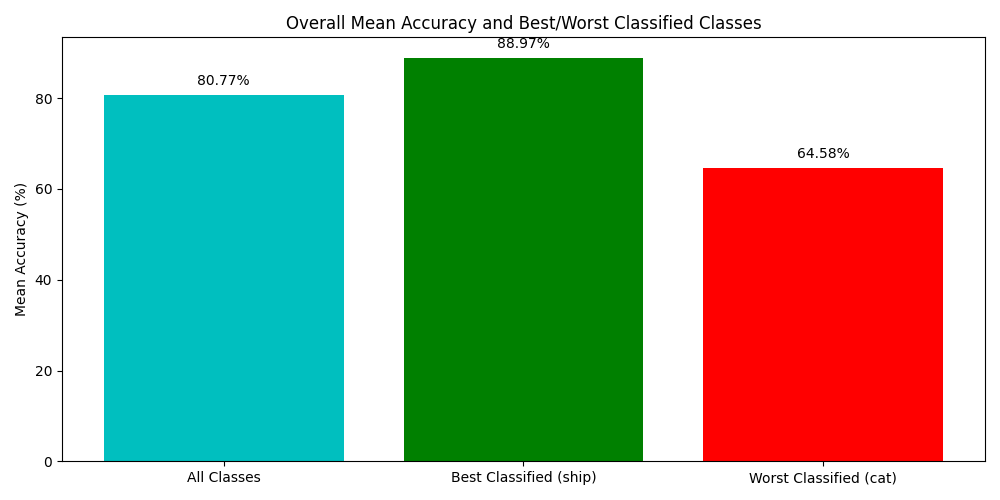 Overall Mean Accuracy and Best/Worst Classified Classes
88.97%
80.77%
64.58%
Mean Accuracy (%)
80
60
40
20
0
All Classes
Best Classified (ship)
Worst Classified (cat)